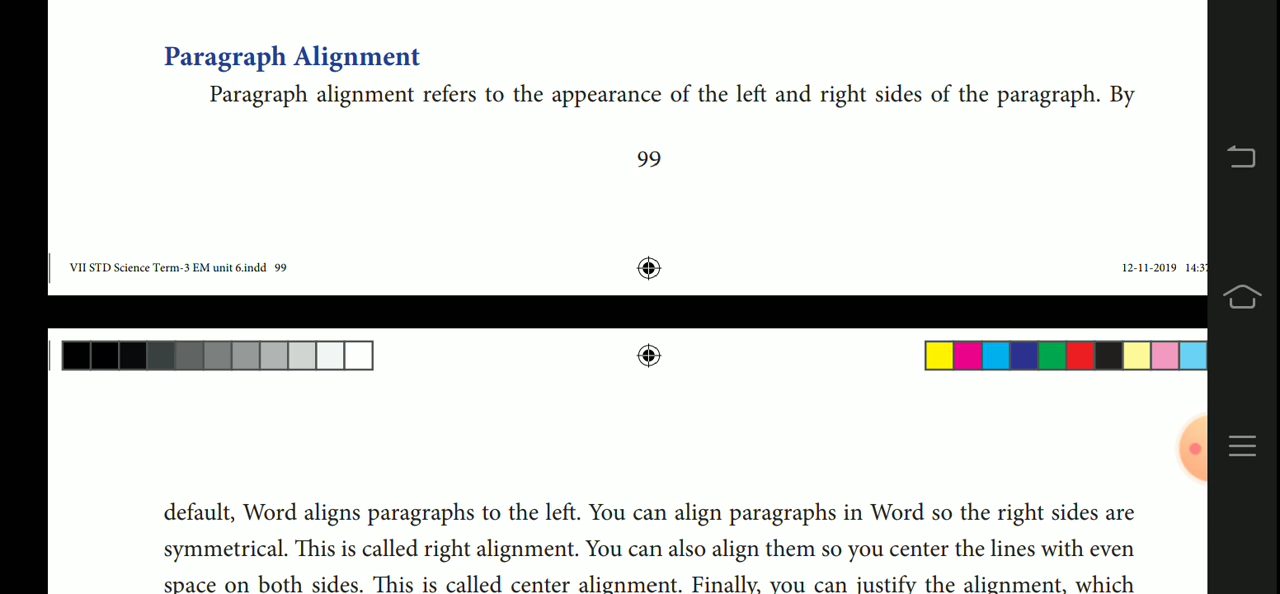 Paragraph Alignment
Paragraph alignment refers to the appearance of the left and right sides of the paragraph. By
99
VII STD Science Term-3 EM unit 6.indd 99
12-11-2019 14:37
default, Word aligns paragraphs to the left. You can align paragraphs in Word so the right sides are
symmetrical. This is called right alignment. You can also align them so you center the lines with even
space on both sides. This is called center alignment. Finally, you can justify the alignment, which